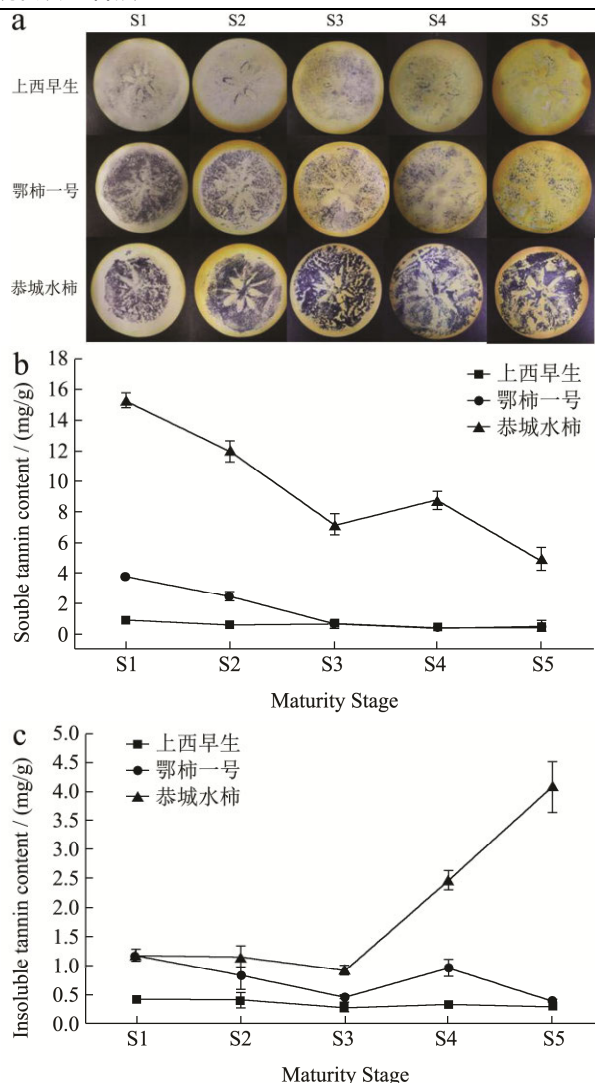 a
S1 S2 S3 S4 S5
上西早生
鄂柿一号
恭城水柿
b
18
16
14
12
10
8
6
4
2
0
Souble tannin content / (mg/g)
上西早生
鄂柿一号
恭城水柿
S1 S2 S3 S4 S5
Maturity Stage
c
5.0
4.5
4.0
3.5
3.0
2.5
2.0
1.5
1.0
0.5
0.0
Insoluble tannin content / (mg/g)
上西早生
鄂柿一号
恭城水柿
S1 S2 S3 S4 S5
Maturity Stage